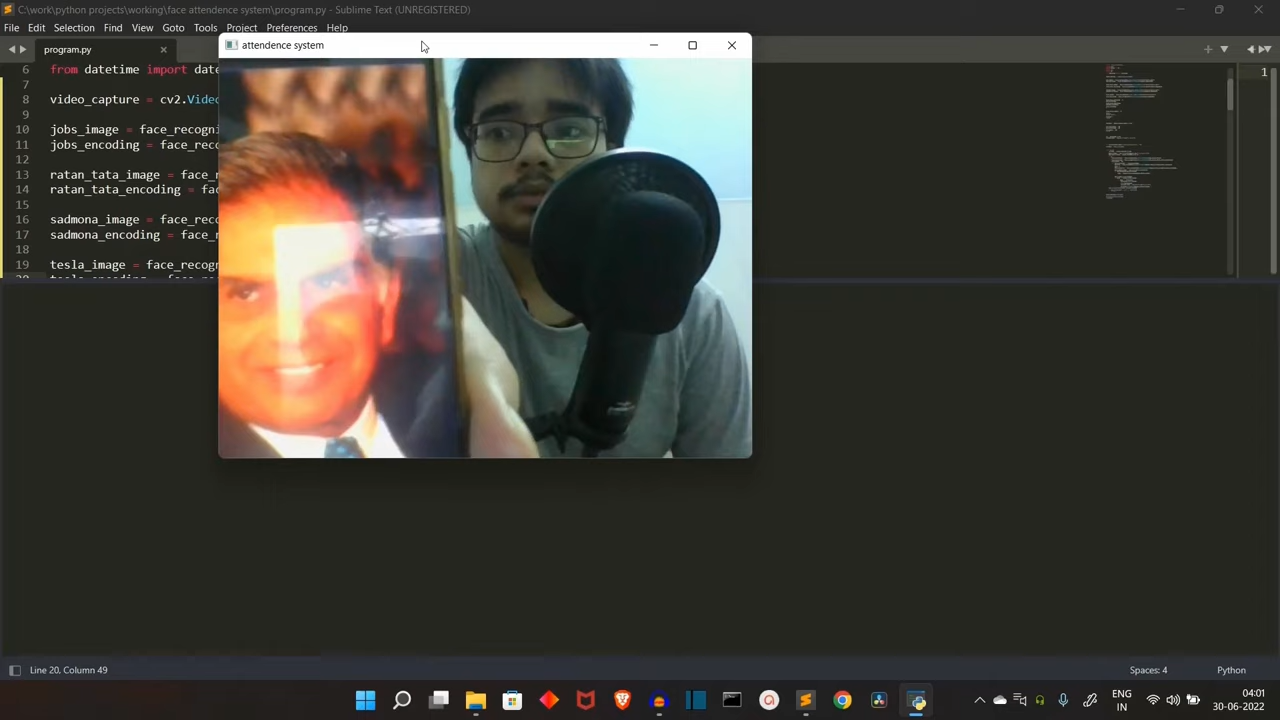 C:\work\python projects\working\face attendence system\program.py - Sublime Text (UNREGISTERED)
File Edit Selection Find View Goto Tools Project Preferences Help
program.py
attendence system
6 from datetime import date
7
8 video_capture = cv2.Video
9
10 jobs_image = face_recogni
11 jobs_encoding = face_reco
12
13 ratan_tata_image = face_r
14 ratan_tata_encoding = fac
15
16 sadmona_image = face_reco
17 sadmona_encoding = face_r
18
19 tesla_image = face_recogn
1
Line 20, Column 49
Spaces: 4
Python
ENG
IN
04:01
30-06-2022